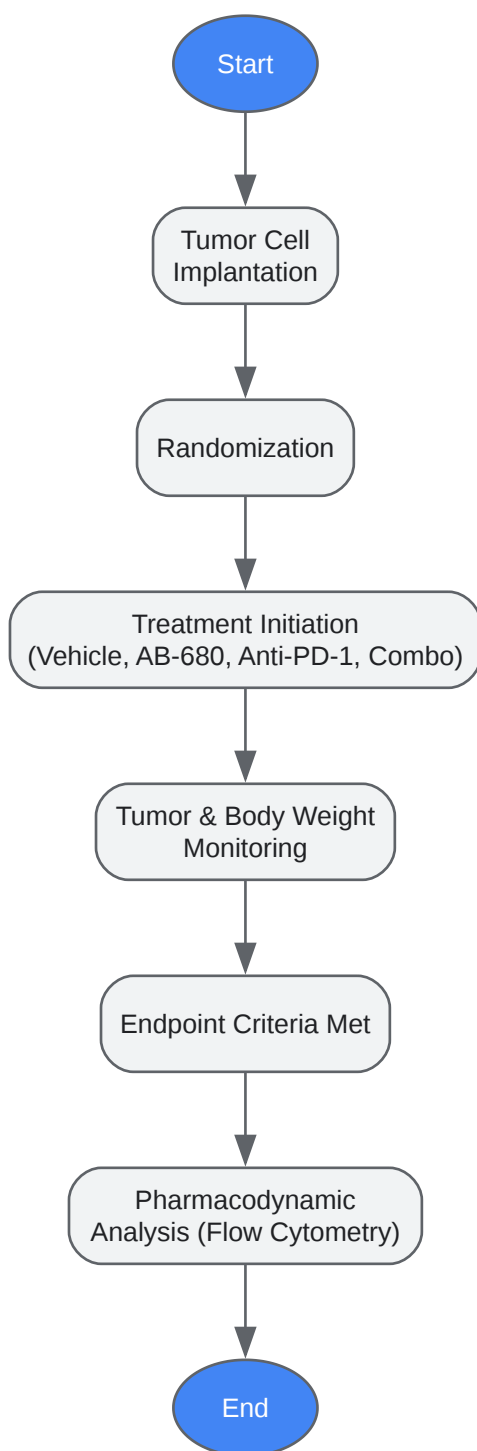 Start
Tumor Cell
Implantation
Randomization
Treatment Initiation
(Vehicle, AB-680, Anti-PD-1, Combo)
Tumor & Body Weight
Monitoring
Endpoint Criteria Met
Pharmacodynamic
Analysis (Flow Cytometry)
End